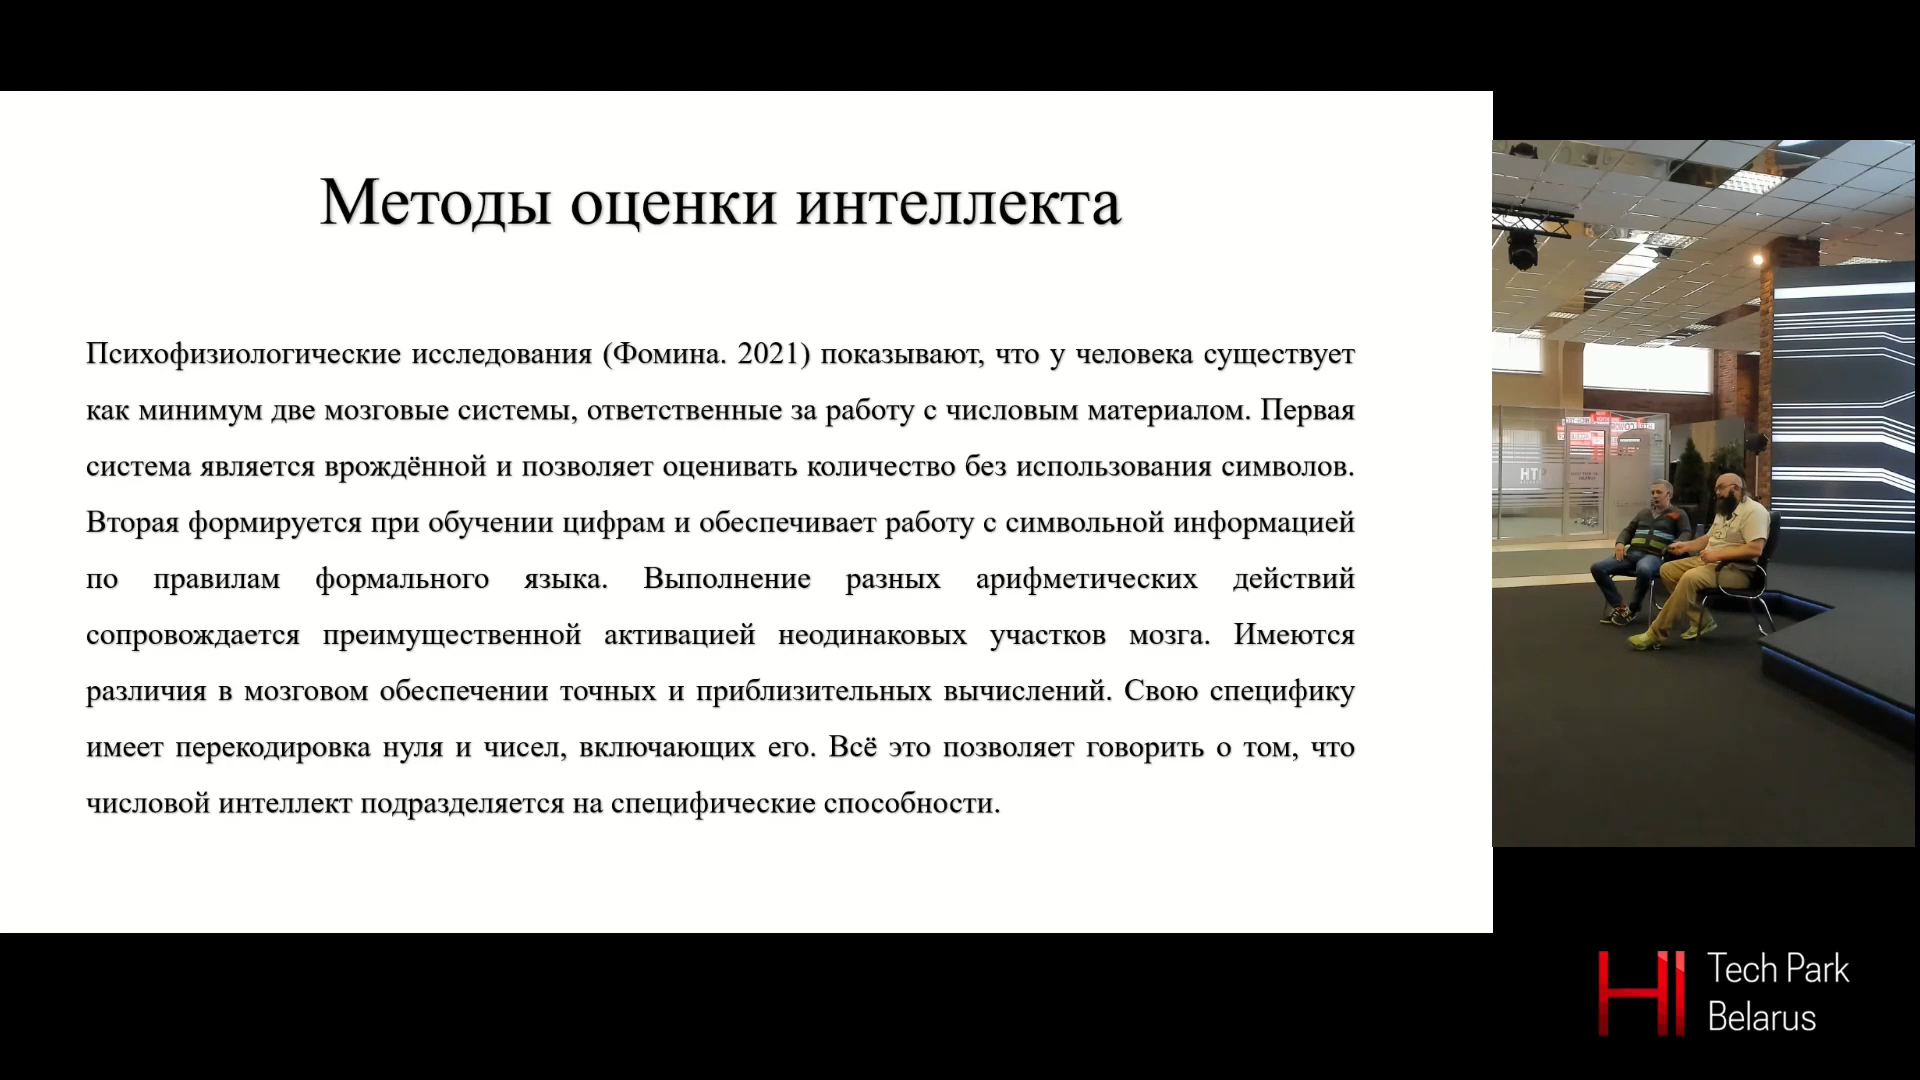 Методы оценки интеллекта
Психофизиологические исследования (Фомина. 2021) показывают, что у человека существует
как минимум две мозговые системы, ответственные за работу с числовым материалом. Первая
система является врождённой и позволяет оценивать количество без использования символов.
Вторая формируется при обучении цифрам и обеспечивает работу с символьной информацией
по правилам формального языка. Выполнение разных арифметических действий
сопровождается преимущественной активацией неодинаковых участков мозга. Имеются
различия в мозговом обеспечении точных и приблизительных вычислений. Свою специфику
имеет перекодировка нуля и чисел, включающих его. Всё это позволяет говорить о том, что
числовой интеллект подразделяется на специфические способности.
HTP
HI
Tech Park
Belarus